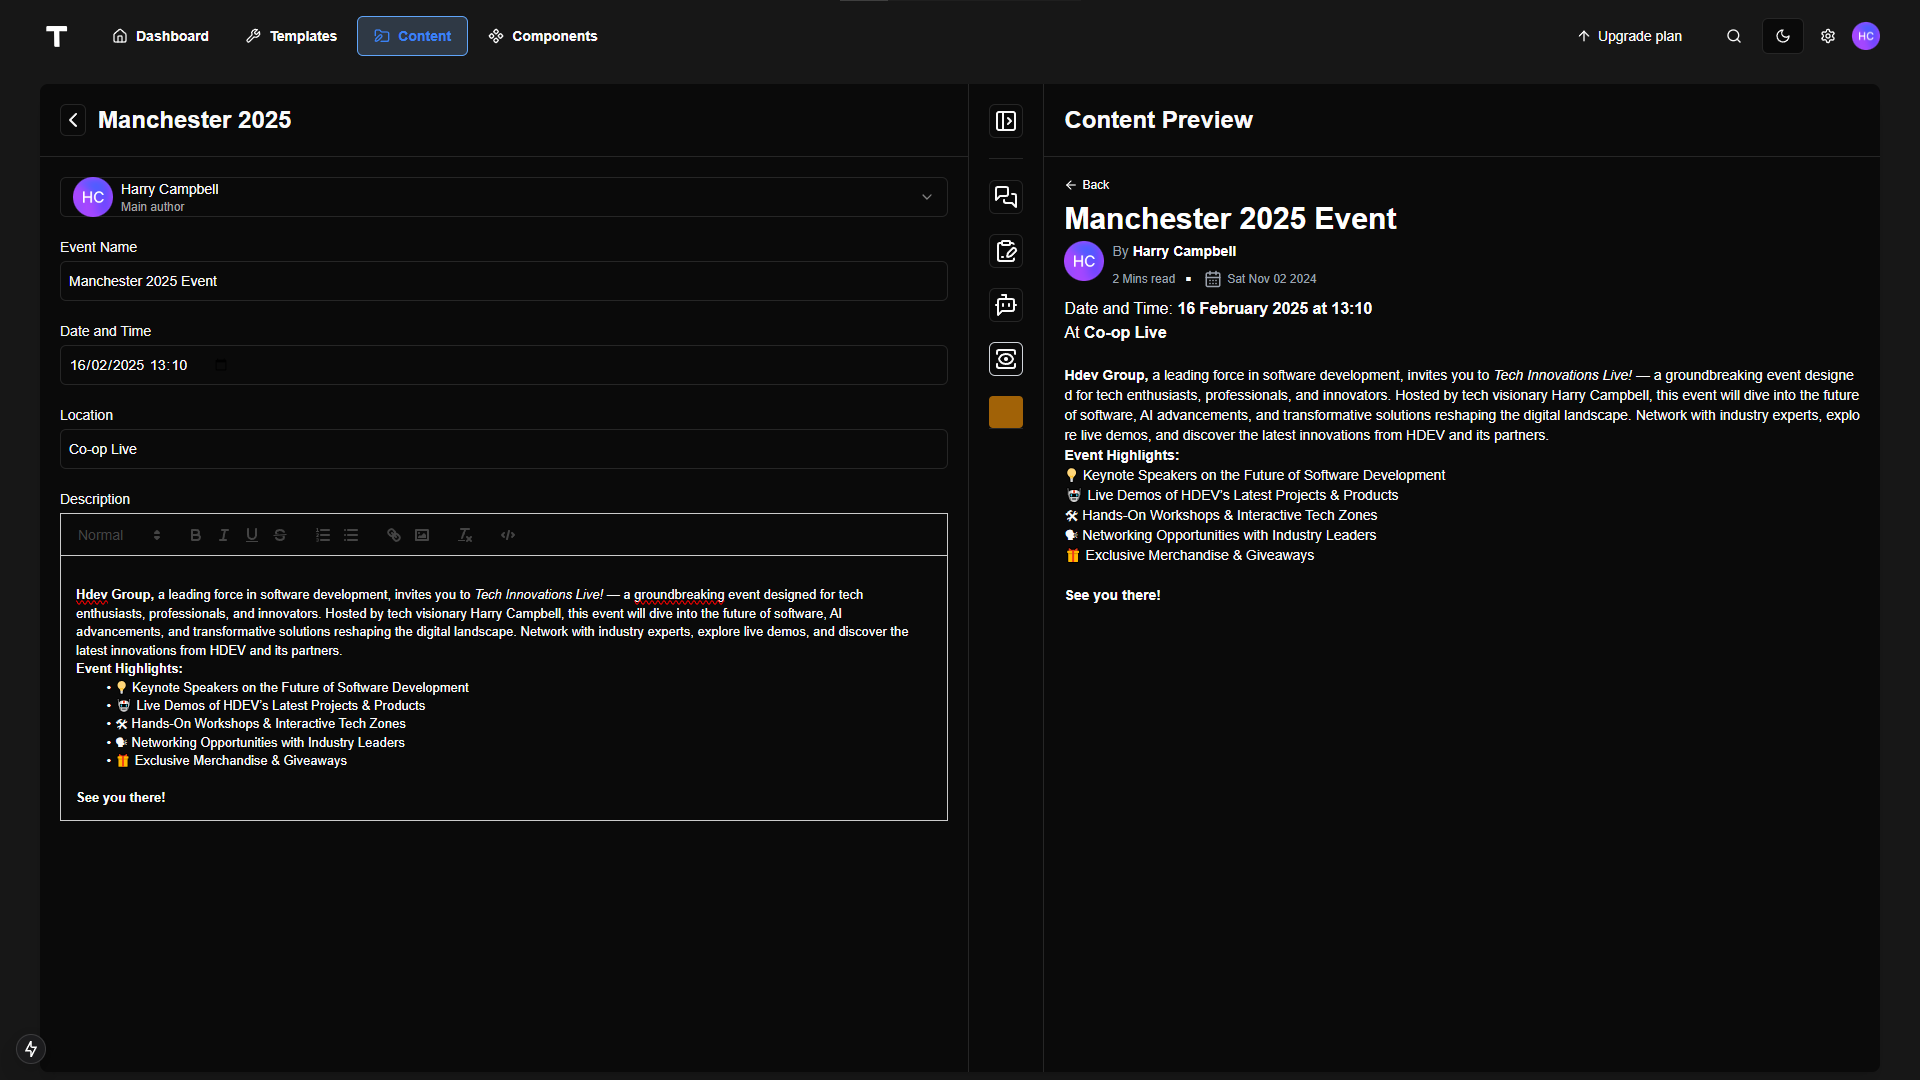 T
Dashboard
Templates
Content
Components
Upgrade plan
HC
Manchester 2025
HC
Harry Campbell
Main author
Event Name
Manchester 2025 Event
Date and Time
16/02/2025 13:10
Location
Co-op Live
Description
Normal
Hdev Group, a leading force in software development, invites you to Tech Innovations Live! — a groundbreaking event designed for tech
enthusiasts, professionals, and innovators. Hosted by tech visionary Harry Campbell, this event will dive into the future of software, AI
advancements, and transformative solutions reshaping the digital landscape. Network with industry experts, explore live demos, and discover the
latest innovations from HDEV and its partners.
Event Highlights:
• 💡 Keynote Speakers on the Future of Software Development
• 🤖 Live Demos of HDEV's Latest Projects & Products
• 🛠 Hands-On Workshops & Interactive Tech Zones
• 🗣 Networking Opportunities with Industry Leaders
• 🎁 Exclusive Merchandise & Giveaways
See you there!
Content Preview
Back
Manchester 2025 Event
HC
By Harry Campbell
2 Mins read ▪ Sat Nov 02 2024
Date and Time: 16 February 2025 at 13:10
At Co-op Live
Hdev Group, a leading force in software development, invites you to Tech Innovations Live! — a groundbreaking event designe
d for tech enthusiasts, professionals, and innovators. Hosted by tech visionary Harry Campbell, this event will dive into the future
of software, AI advancements, and transformative solutions reshaping the digital landscape. Network with industry experts, explo
re live demos, and discover the latest innovations from HDEV and its partners.
Event Highlights:
💡 Keynote Speakers on the Future of Software Development
🤖 Live Demos of HDEV's Latest Projects & Products
🛠 Hands-On Workshops & Interactive Tech Zones
🗣 Networking Opportunities with Industry Leaders
🎁 Exclusive Merchandise & Giveaways
See you there!